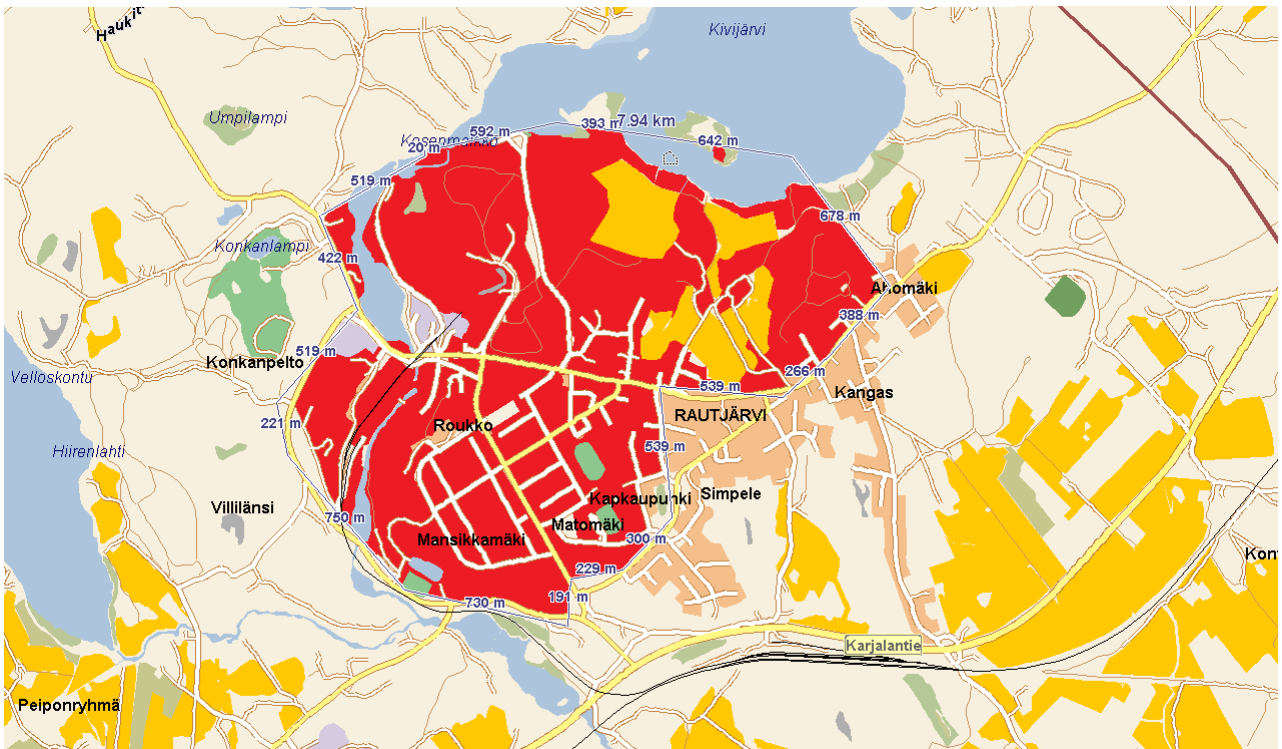 Haukit
Kivijärvi
Umpilampi
393 m
7.94 km
592 m
Kosenmaikko
20 m
642 m
519 m
678 m
Konkanlampi
422 m
Ahomäki
388 m
519 m
Konkanpelto
266 m
Velloskontu
539 m
Kangas
RAUTJÄRVI
221 m
Roukko
539 m
Hiirenlahti
Simpele
Kapkaupunki
Villilänsi
750 m
Matomäki
Mansikkamäki
300 m
Kont
229 m
191 m
730 m
Karjalantie
Peiponryhmä